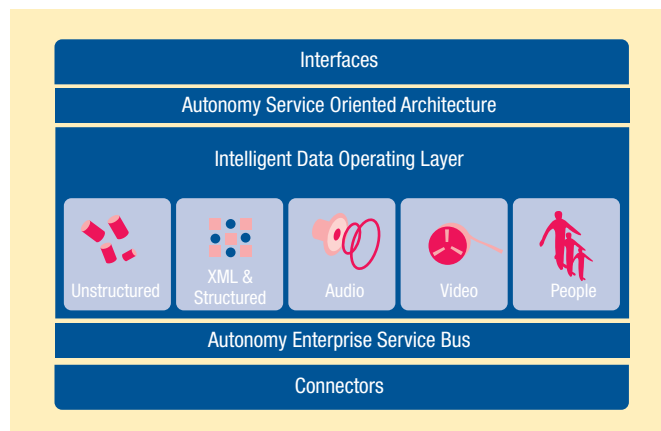 Interfaces
Autonomy Service Oriented Architecture
Intelligent Data Operating Layer
Unstructured
XML &
Structured
Audio
Video
People
Autonomy Enterprise Service Bus
Connectors